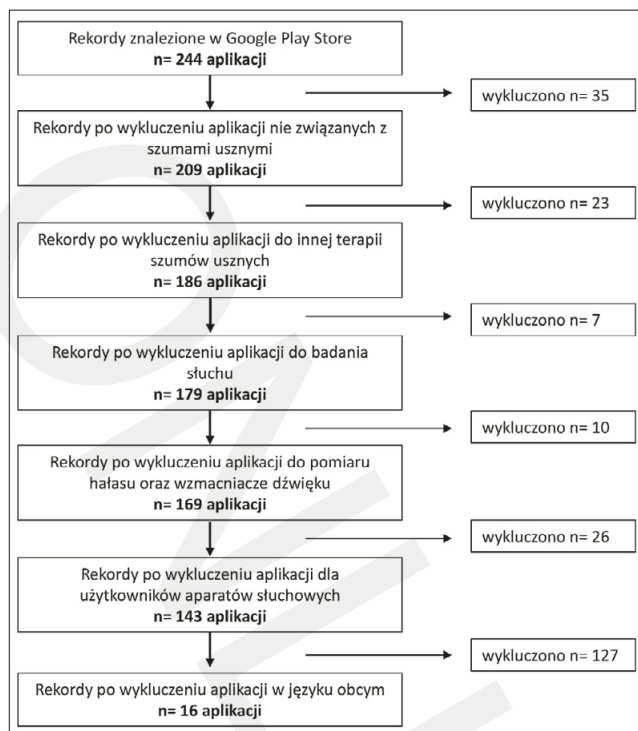 Rekordy znalezione w Google Play Store
n= 244 aplikacji
wykluczono n= 35
Rekordy po wykluczeniu aplikacji nie związanych z
szumami usznymi
n= 209 aplikacji
wykluczono n= 23
Rekordy po wykluczeniu aplikacji do innej terapii
szumów usznych
n= 186 aplikacji
wykluczono n= 7
Rekordy po wykluczeniu aplikacji do badania
słuchu
n= 179 aplikacji
wykluczono n= 10
Rekordy po wykluczeniu aplikacji do pomiaru
hałasu oraz wzmacniacze dźwięku
n= 169 aplikacji
wykluczono n= 26
Rekordy po wykluczeniu aplikacji dla
użytkowników aparatów słuchowych
n= 143 aplikacji
wykluczono n= 127
Rekordy po wykluczeniu aplikacji w języku obcym
n= 16 aplikacji